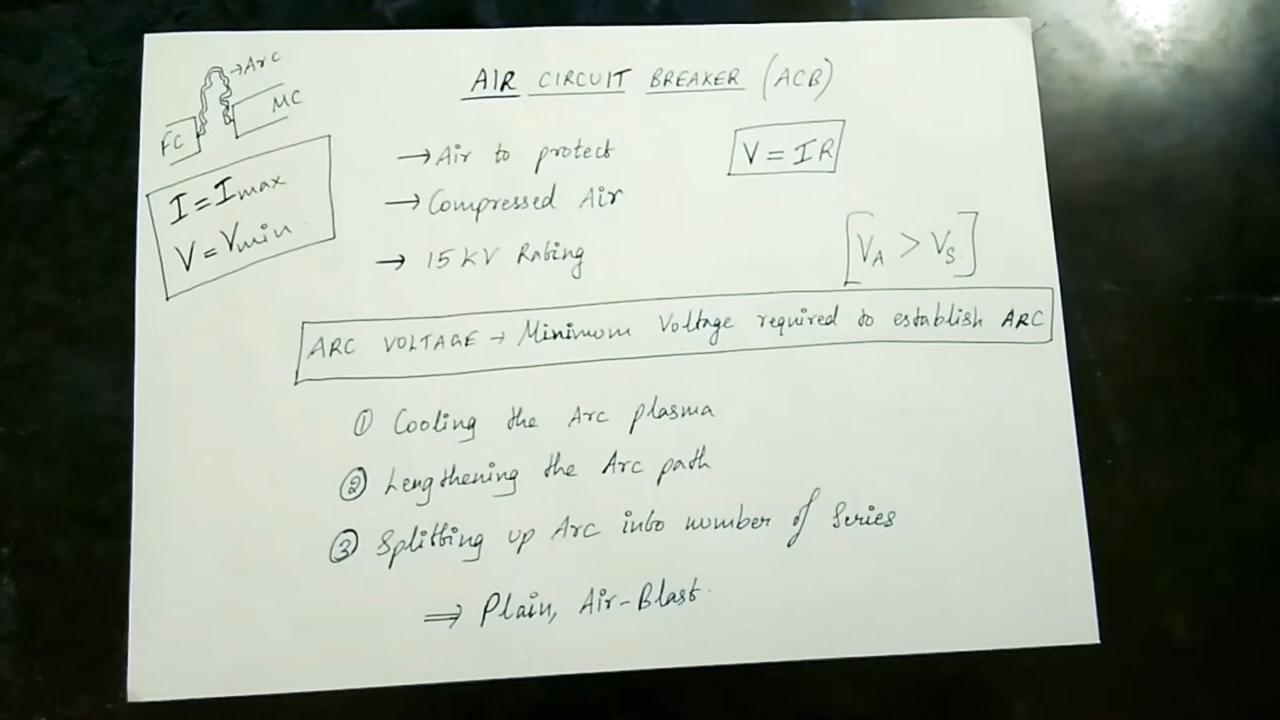 AIR CIRCUIT BREAKER (ACB)
→ Arc
MC
FC
I = Imax
V = Vmin
→ Air to protect
→ Compressed Air
→ 15 KV Rating
V = IR
[VA > VS]
ARC VOLTAGE → Minimum Voltage required to establish ARC
① Cooling the Arc plasma
② Lengthening the Arc path
③ Splitting up Arc into number of Series
⇒ Plain, Air-Blast.